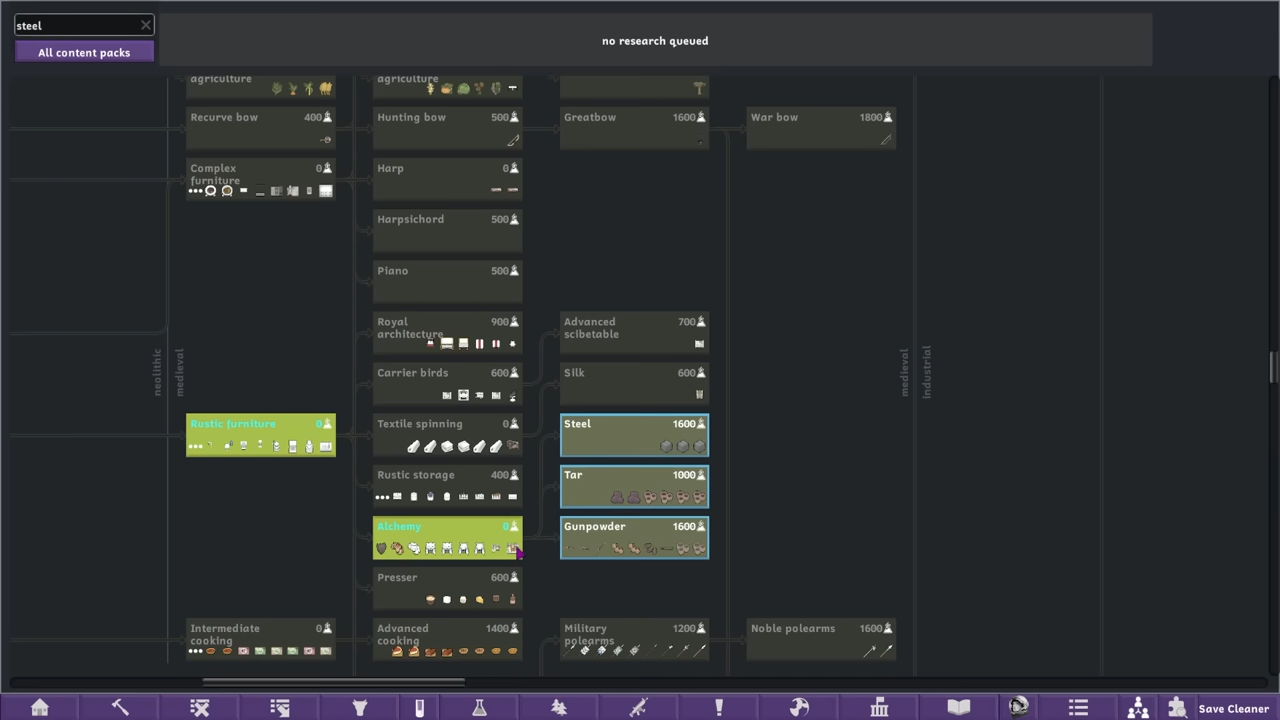 steel
All content packs
no research queued
agriculture
agriculture
Recurve bow 400
Hunting bow 500
Greatbow 1600
War bow 1800
Complex furniture 0
Harp 0
Harpsichord 500
Piano 500
Royal architecture 900
Advanced scibetable 700
Carrier birds 600
Silk 600
neolithic
medieval
medieval
industrial
Rustic furniture 0
Textile spinning 0
Steel 1600
Rustic storage 400
Tar 1000
Alchemy 0
Gunpowder 1600
Presser 600
Intermediate cooking 0
Advanced cooking 1400
Military polearms 1200
Noble polearms 1600
Save Cleaner